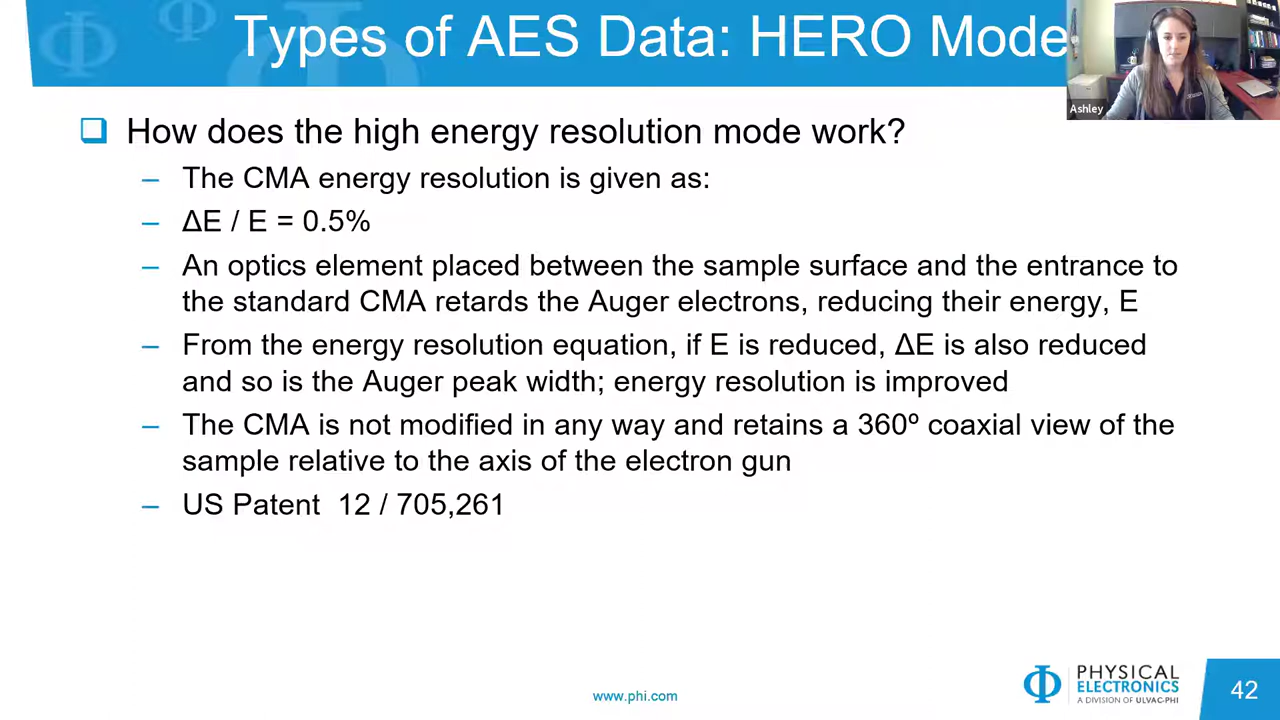 Types of AES Data: HERO Mode
Ashley
How does the high energy resolution mode work?
– The CMA energy resolution is given as:
– ΔE / E = 0.5%
– An optics element placed between the sample surface and the entrance to
the standard CMA retards the Auger electrons, reducing their energy, E
– From the energy resolution equation, if E is reduced, ΔE is also reduced
and so is the Auger peak width; energy resolution is improved
– The CMA is not modified in any way and retains a 360º coaxial view of the
sample relative to the axis of the electron gun
– US Patent 12 / 705,261
www.phi.com
PHYSICAL
ELECTRONICS
A DIVISION OF ULVAC-PHI
42